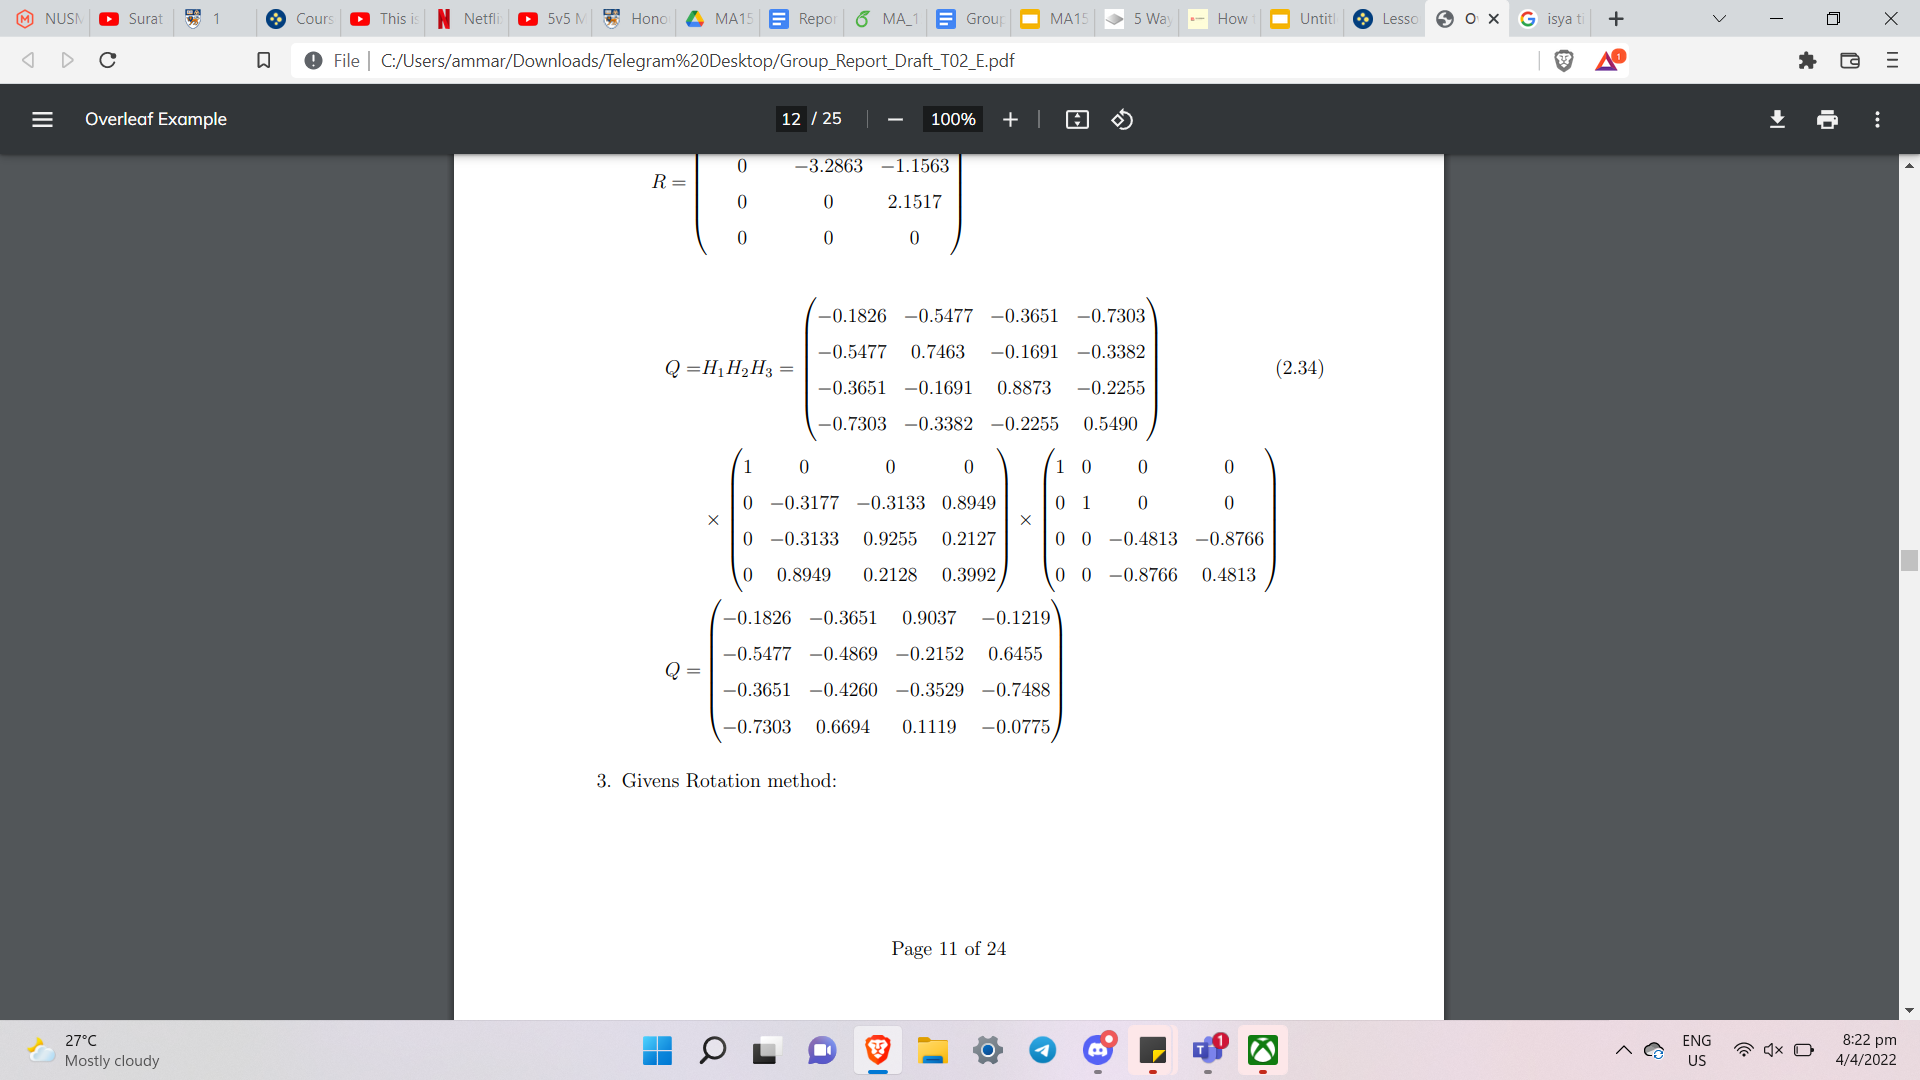 NUSM Surat 1 Cours This is Netfli 5v5 M Hono MA15 Repor MA_1 Group MA15 5 Way How Untitl Lesso O isya ti
File C:/Users/ammar/Downloads/Telegram%20Desktop/Group_Report_Draft_T02_E.pdf 1
Overleaf Example 12 / 25 100%
0 −3.2863 −1.1563
R =
0 0 2.1517
0 0 0
−0.1826 −0.5477 −0.3651 −0.7303
−0.5477 0.7463 −0.1691 −0.3382
Q =H₁H₂H₃ = (2.34)
−0.3651 −0.1691 0.8873 −0.2255
−0.7303 −0.3382 −0.2255 0.5490
1 0 0 0 1 0 0 0
0 −0.3177 −0.3133 0.8949 0 1 0 0
× ×
0 −0.3133 0.9255 0.2127 0 0 −0.4813 −0.8766
0 0.8949 0.2128 0.3992 0 0 −0.8766 0.4813
−0.1826 −0.3651 0.9037 −0.1219
−0.5477 −0.4869 −0.2152 0.6455
Q =
−0.3651 −0.4260 −0.3529 −0.7488
−0.7303 0.6694 0.1119 −0.0775
3. Givens Rotation method:
Page 11 of 24
27°C
Mostly cloudy
1
ENG
US
8:22 pm
4/4/2022